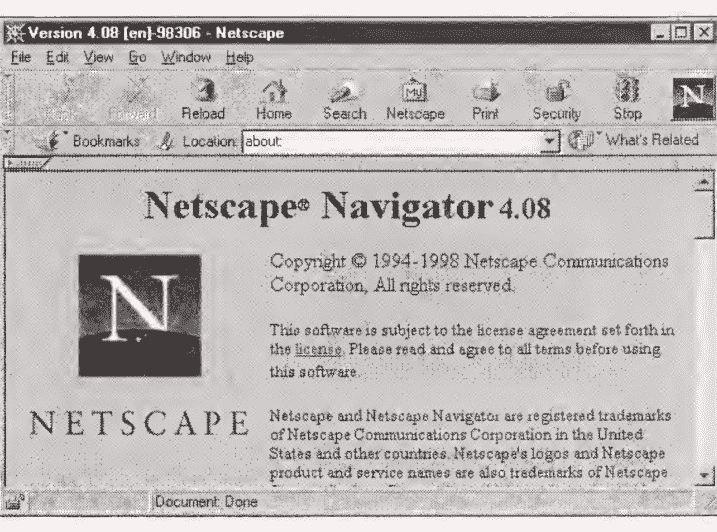 Version 4.08 [en]-98306 - Netscape
File Edit View Go Window Help
Back Forward Reload Home Search Netscape Print Security Stop N
Bookmarks Location: about: What's Related
Netscape® Navigator 4.08
N
Copyright © 1994-1998 Netscape Communications
Corporation, All rights reserved.
This software is subject to the license agreement set forth in
the license. Please read and agree to all terms before using
this software.
NETSCAPE
Netscape and Netscape Navigator are registered trademarks
of Netscape Communications Corporation in the United
States and other countries. Netscape's logos and Netscape
product and service names are also trademarks of Netscape
Document: Done